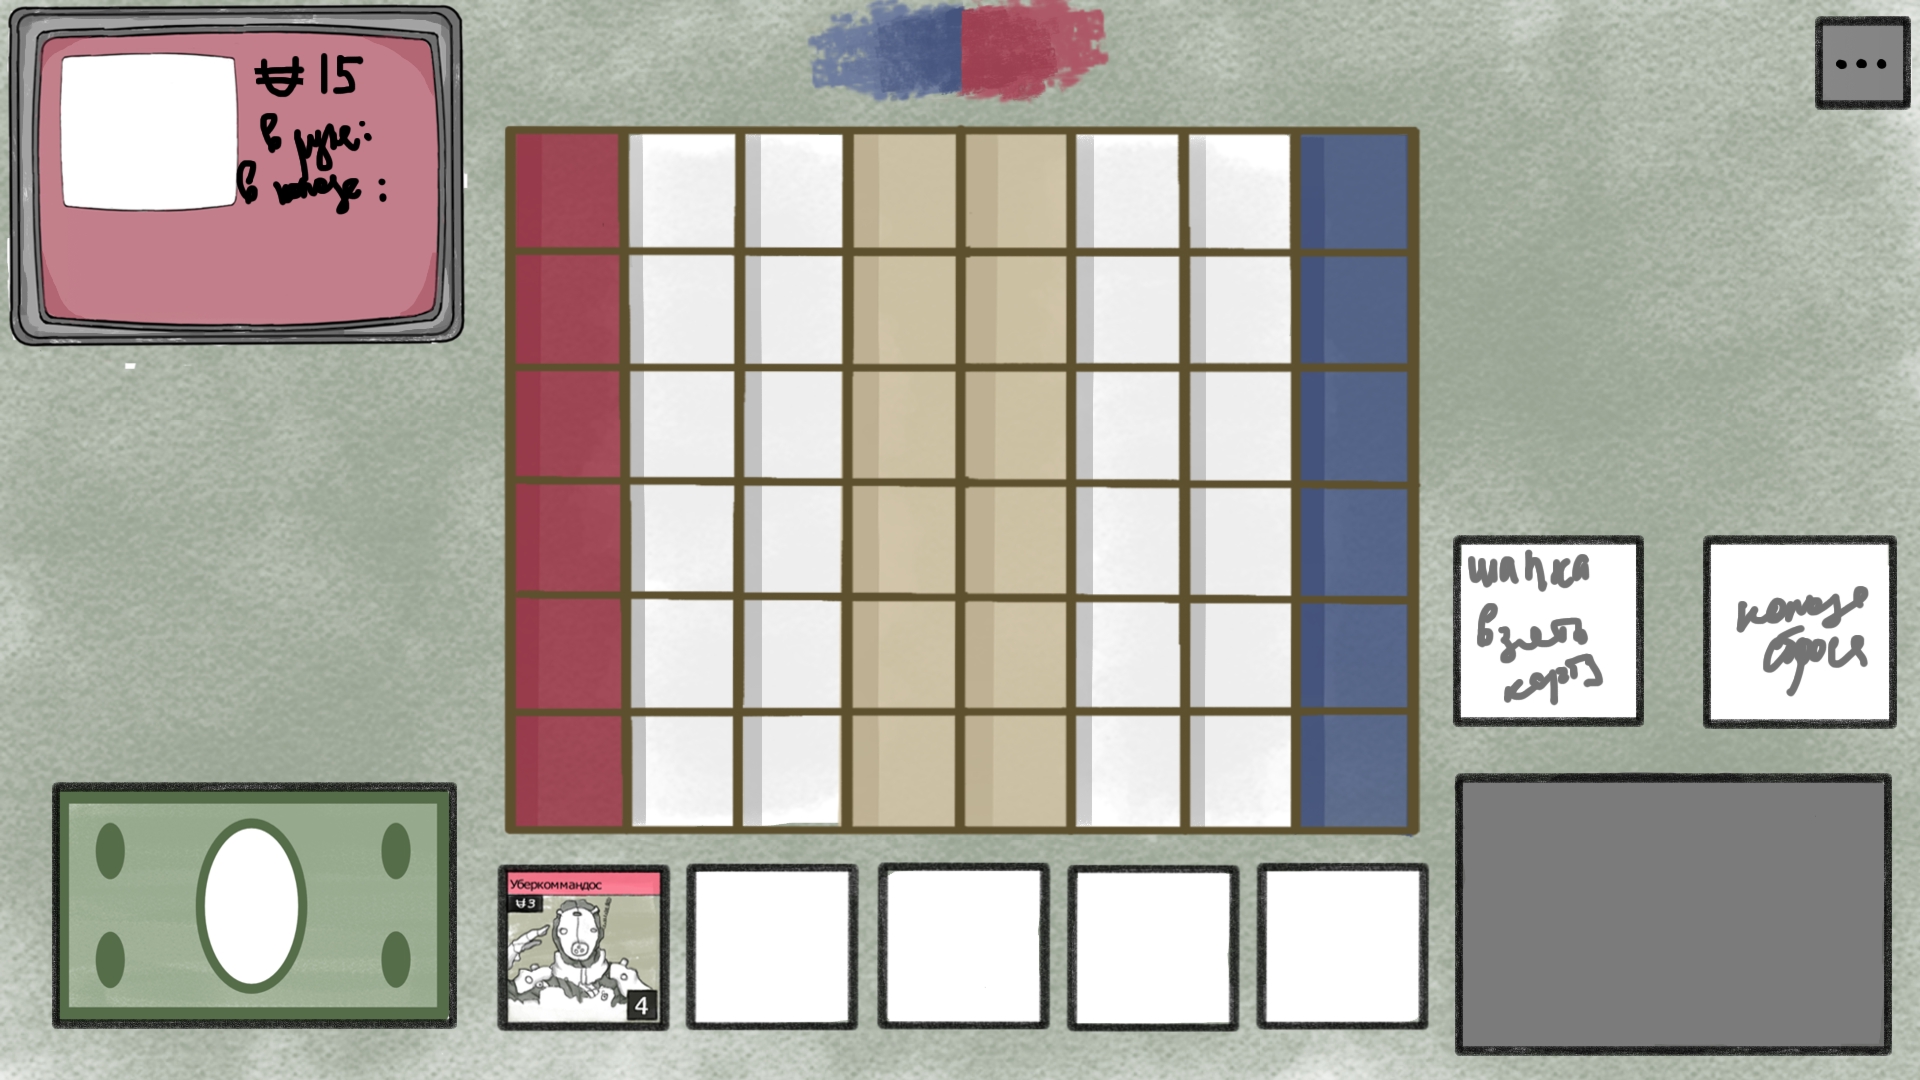 ₩ 15
В руке:
В колоде:
...
шапка
взять
карту
колода
сброса
Уберкоммандос
₩3
4